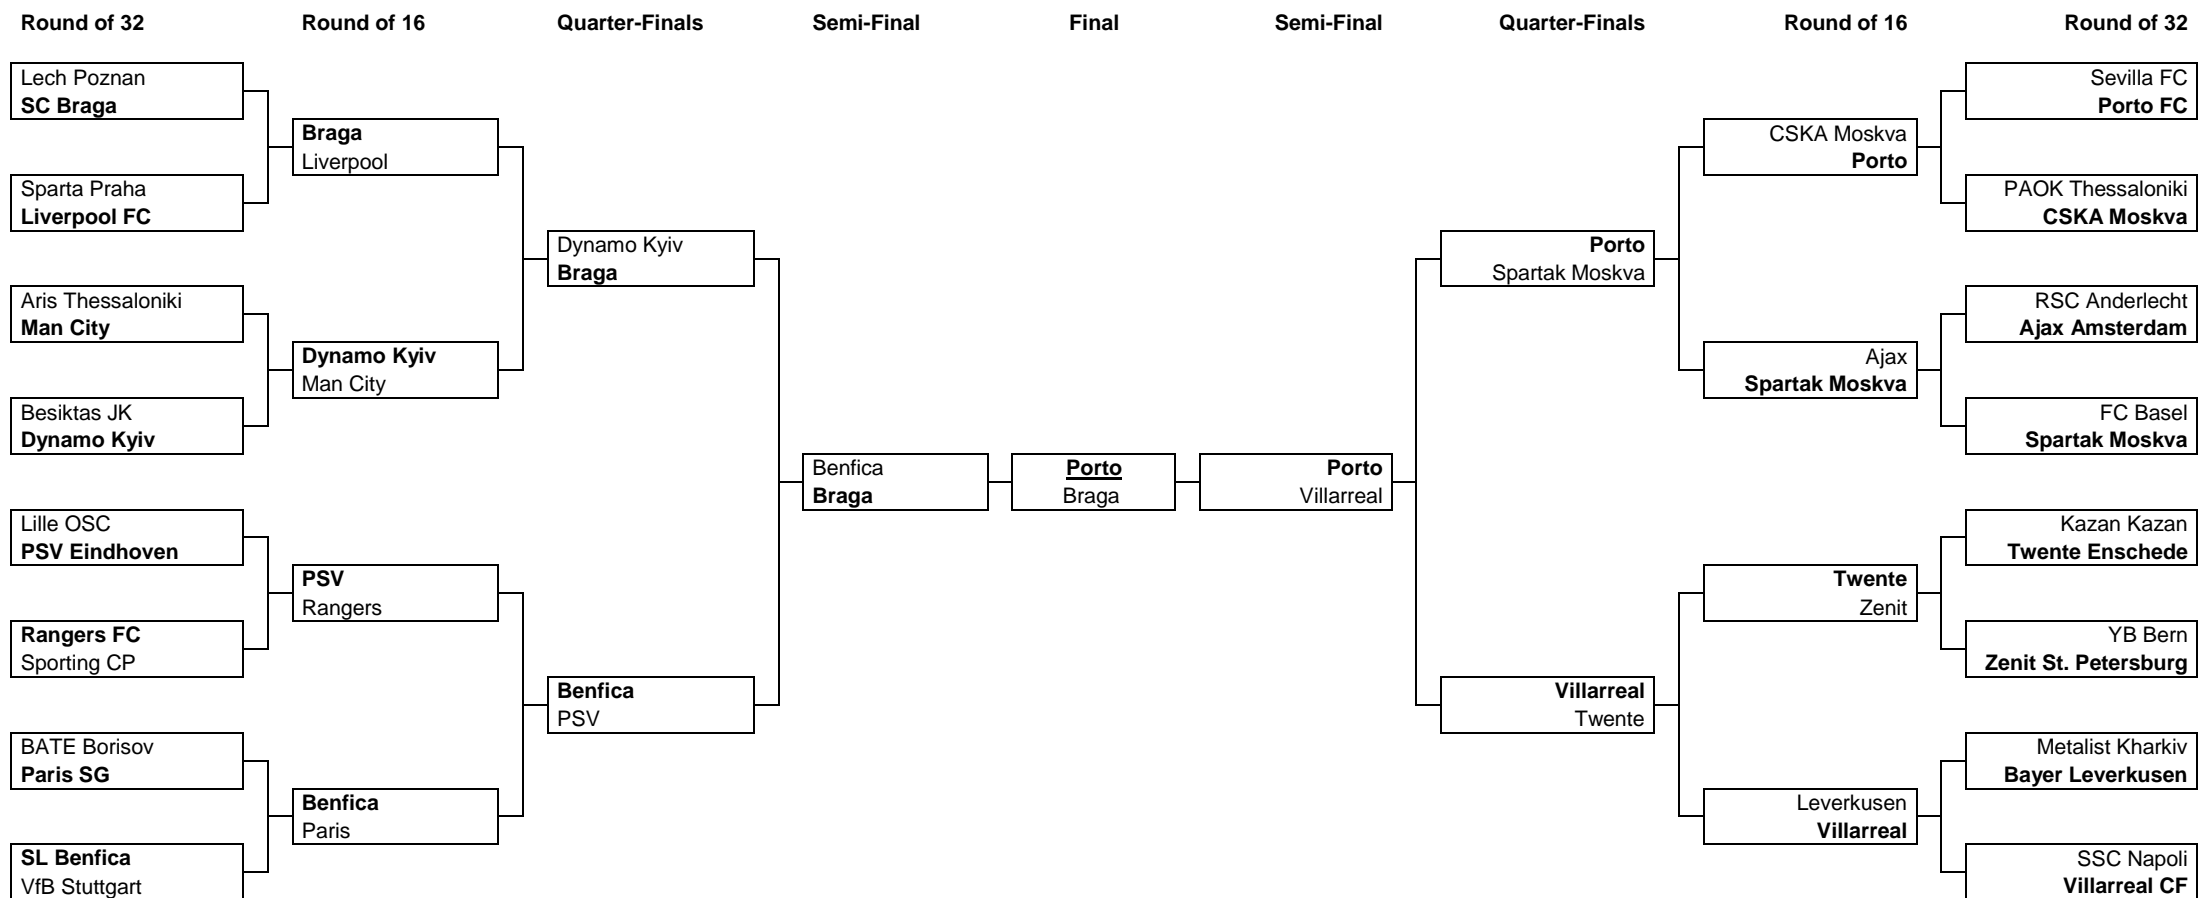 Round of 32
Round of 16
Quarter-Finals
Semi-Final
Final
Semi-Final
Quarter-Finals
Round of 16
Round of 32
Lech Poznan
SC Braga
Sparta Praha
Liverpool FC
Aris Thessaloniki
Man City
Besiktas JK
Dynamo Kyiv
Lille OSC
PSV Eindhoven
Rangers FC
Sporting CP
BATE Borisov
Paris SG
SL Benfica
VfB Stuttgart
Braga
Liverpool
Dynamo Kyiv
Man City
PSV
Rangers
Benfica
Paris
Dynamo Kyiv
Braga
Benfica
PSV
Benfica
Braga
Porto
Braga
Porto
Villarreal
Porto
Spartak Moskva
Villarreal
Twente
CSKA Moskva
Porto
Ajax
Spartak Moskva
Twente
Zenit
Leverkusen
Villarreal
Sevilla FC
Porto FC
PAOK Thessaloniki
CSKA Moskva
RSC Anderlecht
Ajax Amsterdam
FC Basel
Spartak Moskva
Kazan Kazan
Twente Enschede
YB Bern
Zenit St. Petersburg
Metalist Kharkiv
Bayer Leverkusen
SSC Napoli
Villarreal CF